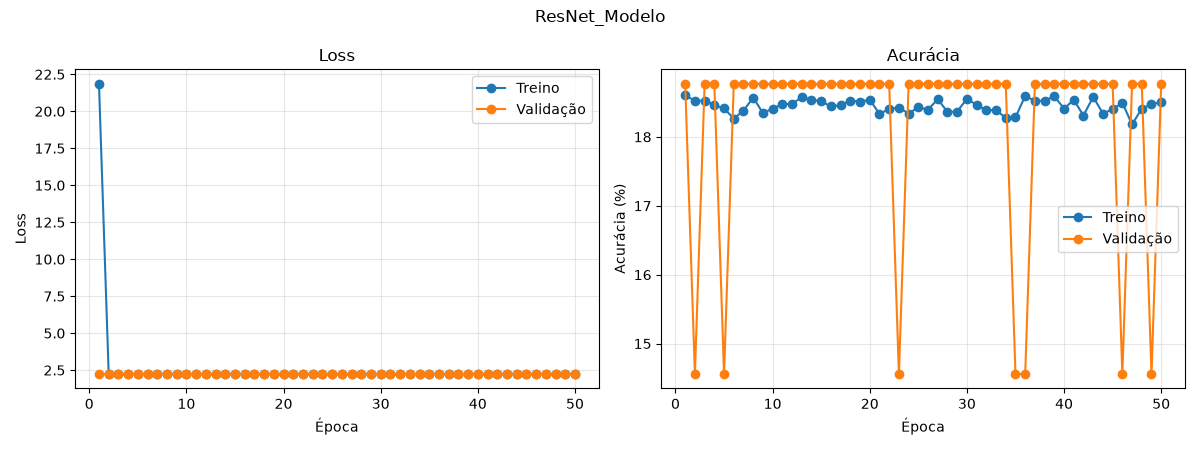 ResNet_Modelo
Loss
22.5
20.0
17.5
15.0
12.5
10.0
7.5
5.0
2.5
Loss
0 10 20 30 40 50
Época
Treino
Validação
Acurácia
18
17
16
15
Acurácia (%)
0 10 20 30 40 50
Época
Treino
Validação